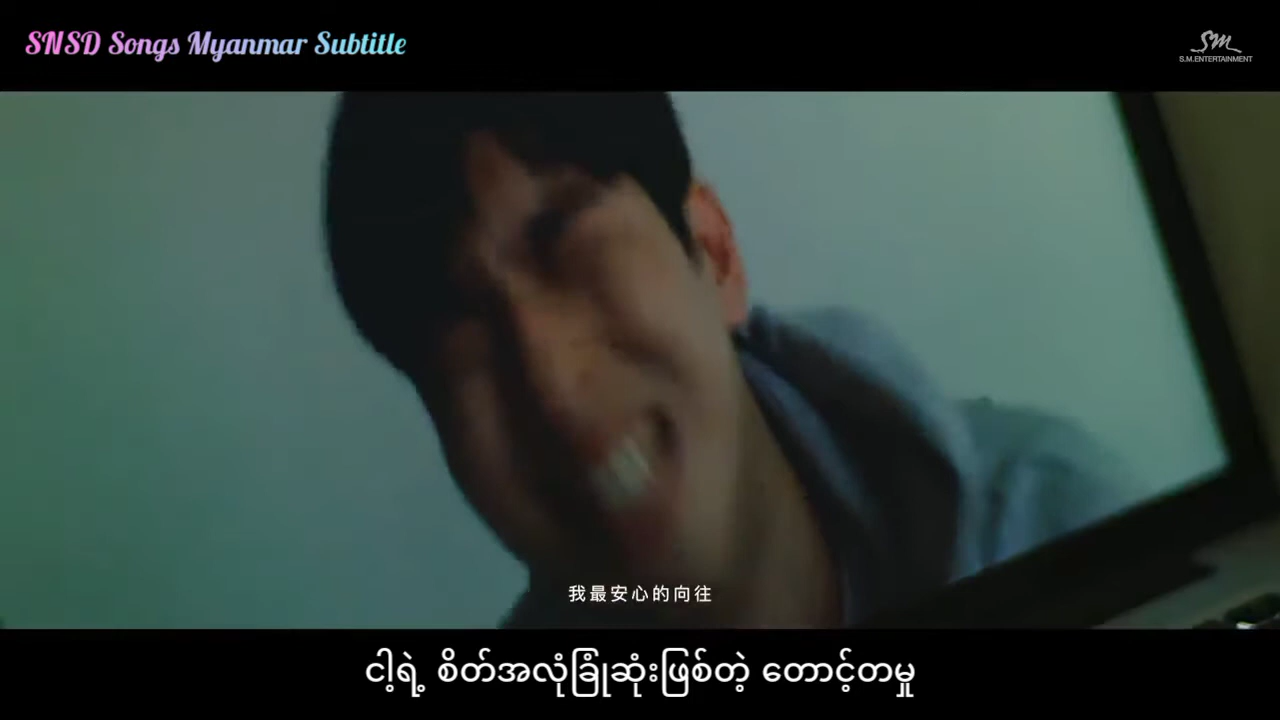 SNSD Songs Myanmar Subtitle
SM
S.M.ENTERTAINMENT
我最安心的向往
ငါ့ရဲ့ စိတ်အလုံခြုံဆုံးဖြစ်တဲ့ တောင့်တမှု